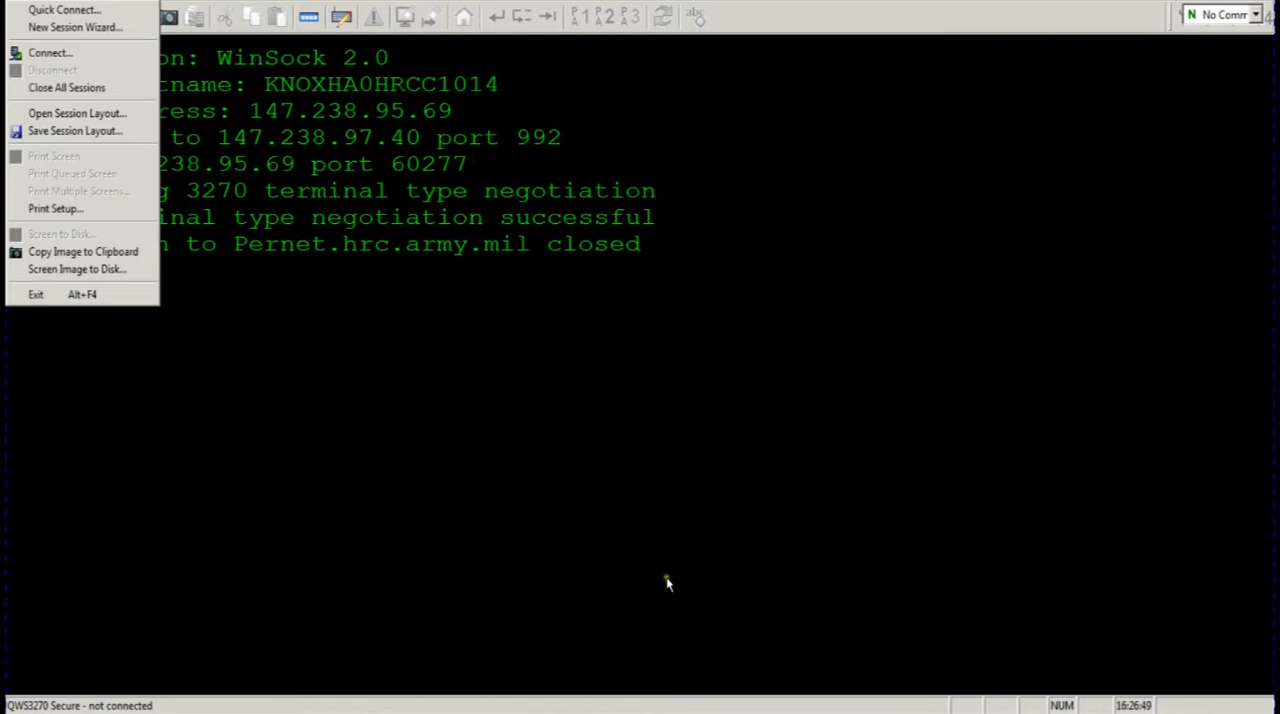 Quick Connect...
New Session Wizard...
Connect...
Disconnect
Close All Sessions
Open Session Layout...
Save Session Layout...
Print Screen
Print Queued Screen
Print Multiple Screens...
Print Setup...
Screen to Disk...
Copy Image to Clipboard
Screen Image to Disk...
Exit Alt+F4
P A 1 P A 2 P A 3
abc
N No Comm
on: WinSock 2.0
tname: KNOXHA0HRCC1014
ress: 147.238.95.69
to 147.238.97.40 port 992
238.95.69 port 60277
g 3270 terminal type negotiation
inal type negotiation successful
n to Pernet.hrc.army.mil closed
QWS3270 Secure - not connected
NUM
16:26:49